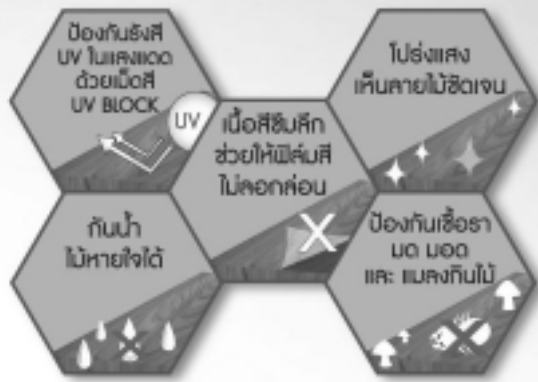 ป้องกันรังสี
UV ในแสงแดด
ด้วยเม็ดสี
UV BLOCK
UV
โปร่งแสง
เห็นลายไม้ชัดเจน
เนื้อสีซึมลึก
ช่วยให้ฟิล์มสี
ไม่ลอกล่อน
กันน้ำ
ไม้หายใจได้
ป้องกันเชื้อรา
มด มอด
และ แมลงกินไม้